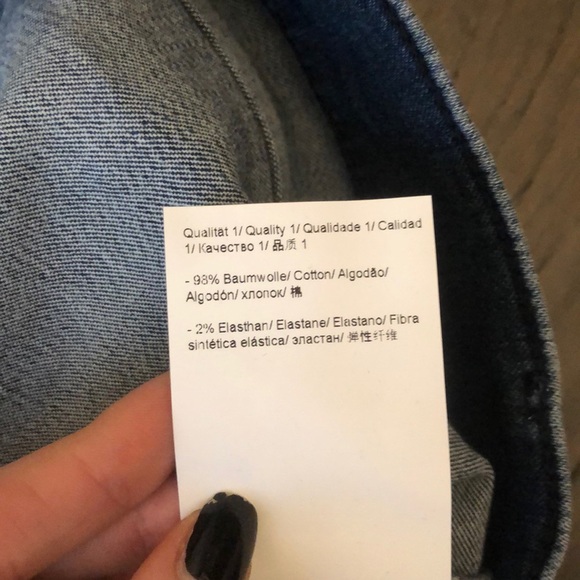 Qualität 1/ Quality 1/ Qualidade 1/ Calidad
1/ Качество 1/ 品质 1
- 98% Baumwolle/ Cotton/ Algodão/
Algodón/ хлопок/ 棉
- 2% Elasthan/ Elastane/ Elastano/ Fibra
sintética elástica/ эластан/ 弹性纤维